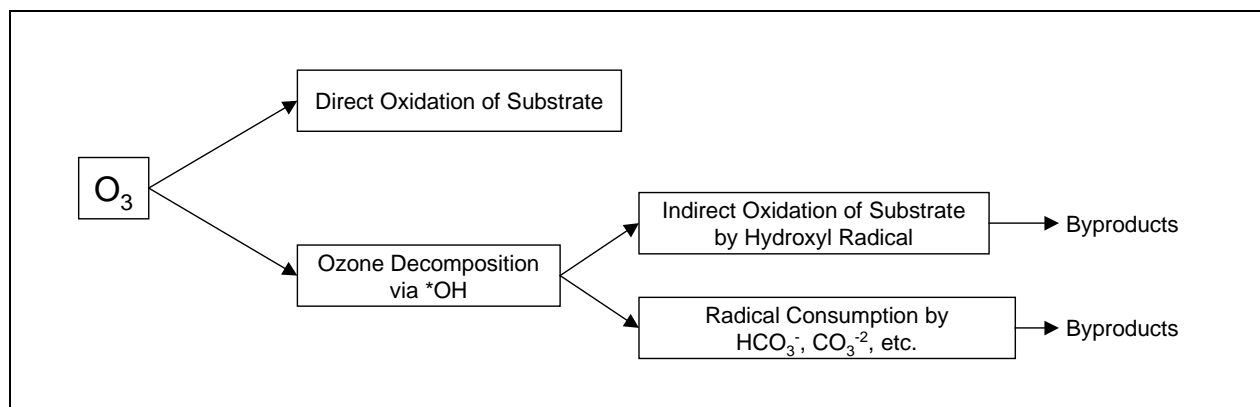 Direct Oxidation of Substrate
O₃
Indirect Oxidation of Substrate
by Hydroxyl Radical
Byproducts
Ozone Decomposition
via *OH
Radical Consumption by
HCO₃⁻, CO₃⁻², etc.
Byproducts